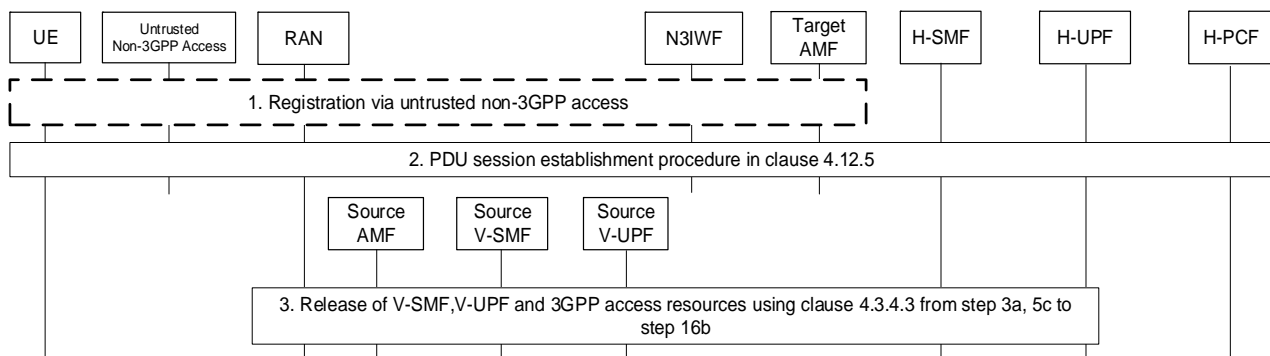 UE
Untrusted
Non-3GPP Access
RAN
N3IWF
Target
AMF
H-SMF
H-UPF
H-PCF
1. Registration via untrusted non-3GPP access
2. PDU session establishment procedure in clause 4.12.5
Source
AMF
Source
V-SMF
Source
V-UPF
3. Release of V-SMF,V-UPF and 3GPP access resources using clause 4.3.4.3 from step 3a, 5c to
step 16b